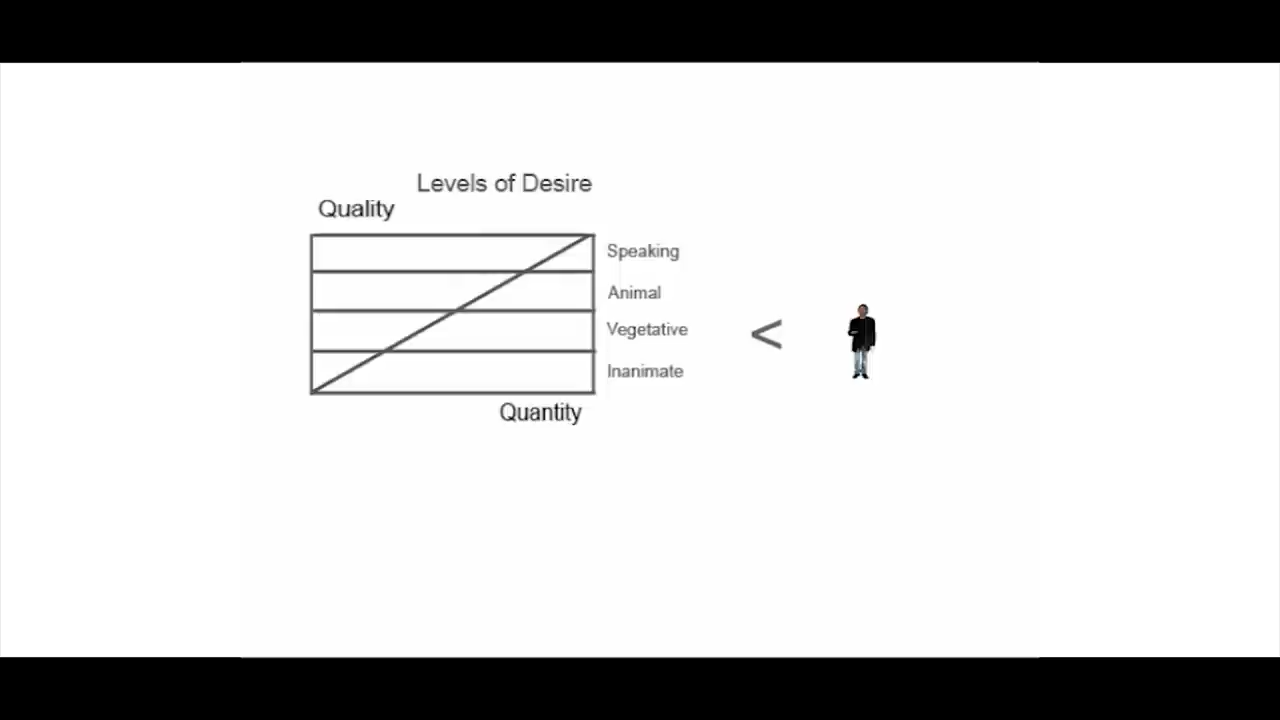 Levels of Desire
Quality
Speaking
Animal
Vegetative
<
Inanimate
Quantity